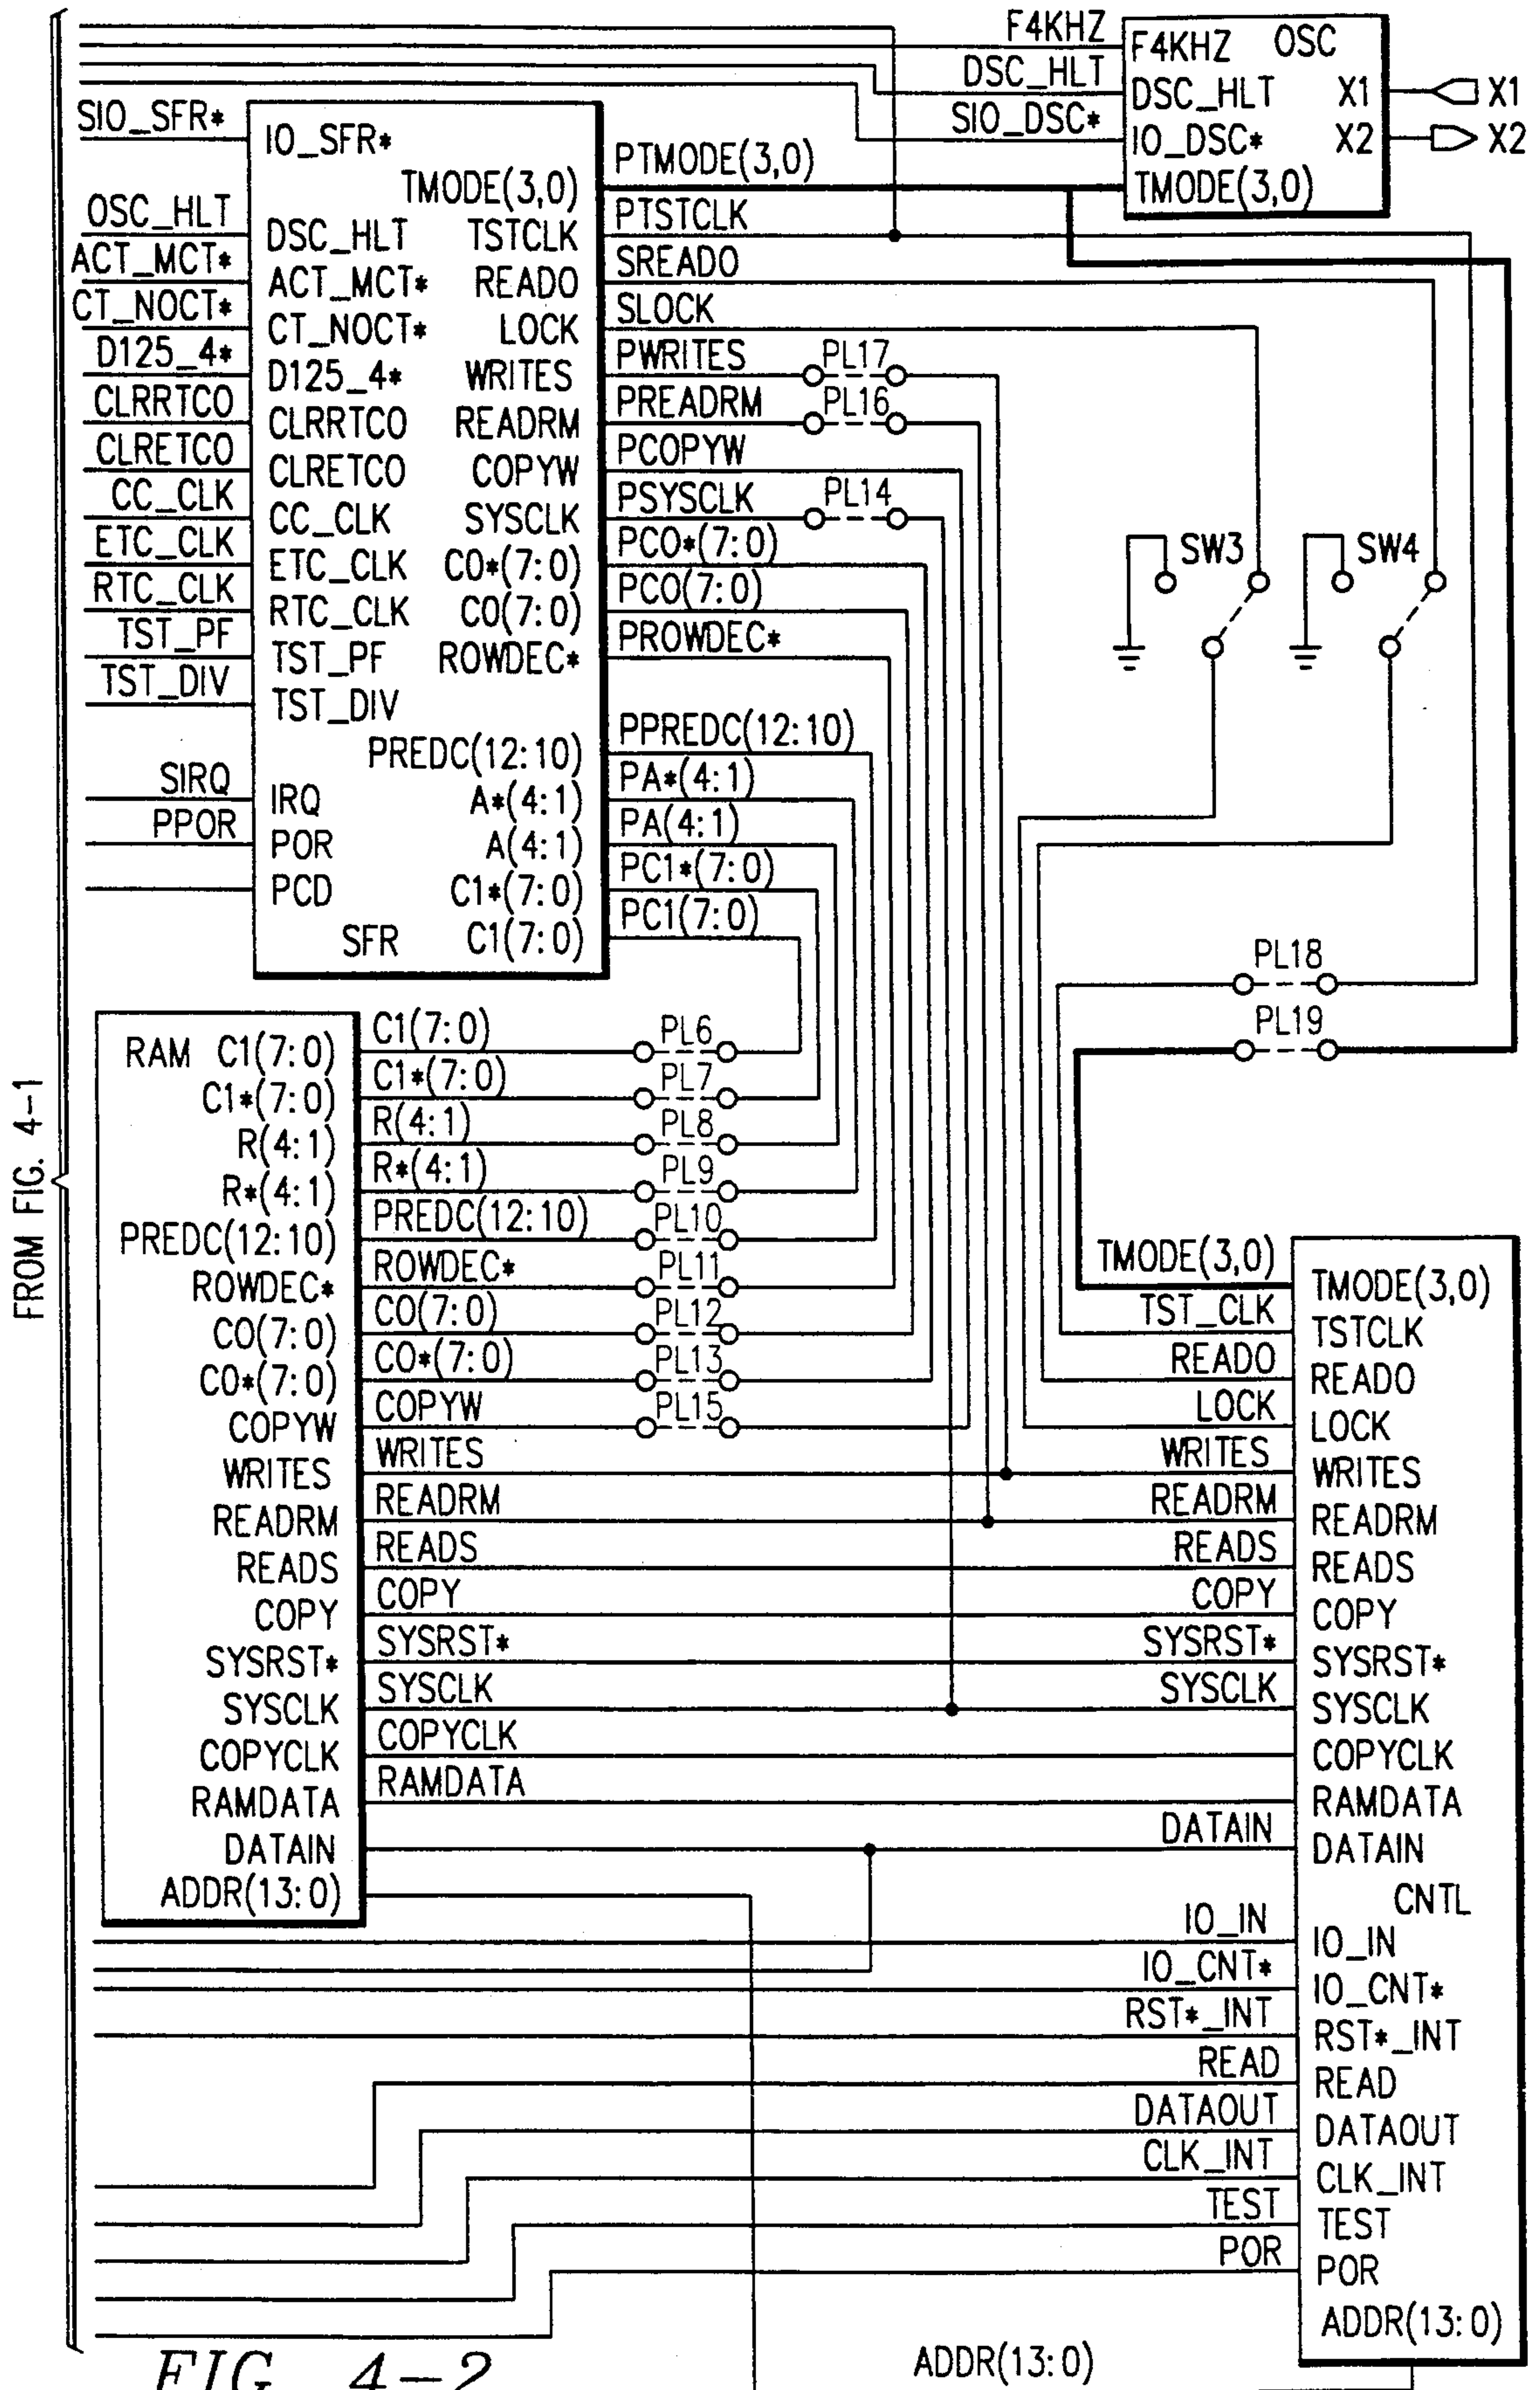 FROM FIG. 4-1
F4KHZ
DSC_HLT
SIO_DSC*
F4KHZ OSC
DSC_HLT X1
IO_DSC* X2
TMODE(3,0)
X1
X2
SIO_SFR*
OSC_HLT
ACT_MCT*
CT_NOCT*
D125_4*
CLRRTCO
CLRETCO
CC_CLK
ETC_CLK
RTC_CLK
TST_PF
TST_DIV
SIRQ
PPOR
IO_SFR*
TMODE(3,0)
DSC_HLT TSTCLK
ACT_MCT* READO
CT_NOCT* LOCK
D125_4* WRITES
CLRRTCO READRM
CLRETCO COPYW
CC_CLK SYSCLK
ETC_CLK CO*(7:0)
RTC_CLK CO(7:0)
TST_PF ROWDEC*
TST_DIV
PREDC(12:10)
IRQ A*(4:1)
POR A(4:1)
PCD C1*(7:0)
SFR C1(7:0)
PTMODE(3,0)
PTSTCLK
SREADO
SLOCK
PWRITES PL17
PREADRM PL16
PCOPYW
PSYSCLK PL14
PCO*(7:0)
PCO(7:0)
PROWDEC*
PPREDC(12:10)
PA*(4:1)
PA(4:1)
PC1*(7:0)
PC1(7:0)
SW3
SW4
PL18
PL19
RAM C1(7:0)
C1*(7:0)
R(4:1)
R*(4:1)
PREDC(12:10)
ROWDEC*
CO(7:0)
CO*(7:0)
COPYW
WRITES
READRM
READS
COPY
SYSRST*
SYSCLK
COPYCLK
RAMDATA
DATAIN
ADDR(13:0)
C1(7:0) PL6
C1*(7:0) PL7
R(4:1) PL8
R*(4:1) PL9
PREDC(12:10) PL10
ROWDEC* PL11
CO(7:0) PL12
CO*(7:0) PL13
COPYW PL15
WRITES
READRM
READS
COPY
SYSRST*
SYSCLK
COPYCLK
RAMDATA
TMODE(3,0)
TST_CLK
READO
LOCK
WRITES
READRM
READS
COPY
SYSRST*
SYSCLK
DATAIN
IO_IN
IO_CNT*
RST*_INT
READ
DATAOUT
CLK_INT
TEST
POR
TMODE(3,0)
TSTCLK
READO
LOCK
WRITES
READRM
READS
COPY
SYSRST*
SYSCLK
COPYCLK
RAMDATA
DATAIN
CNTL
IO_IN
IO_CNT*
RST*_INT
READ
DATAOUT
CLK_INT
TEST
POR
ADDR(13:0)
ADDR(13:0)
FIG. 4-2